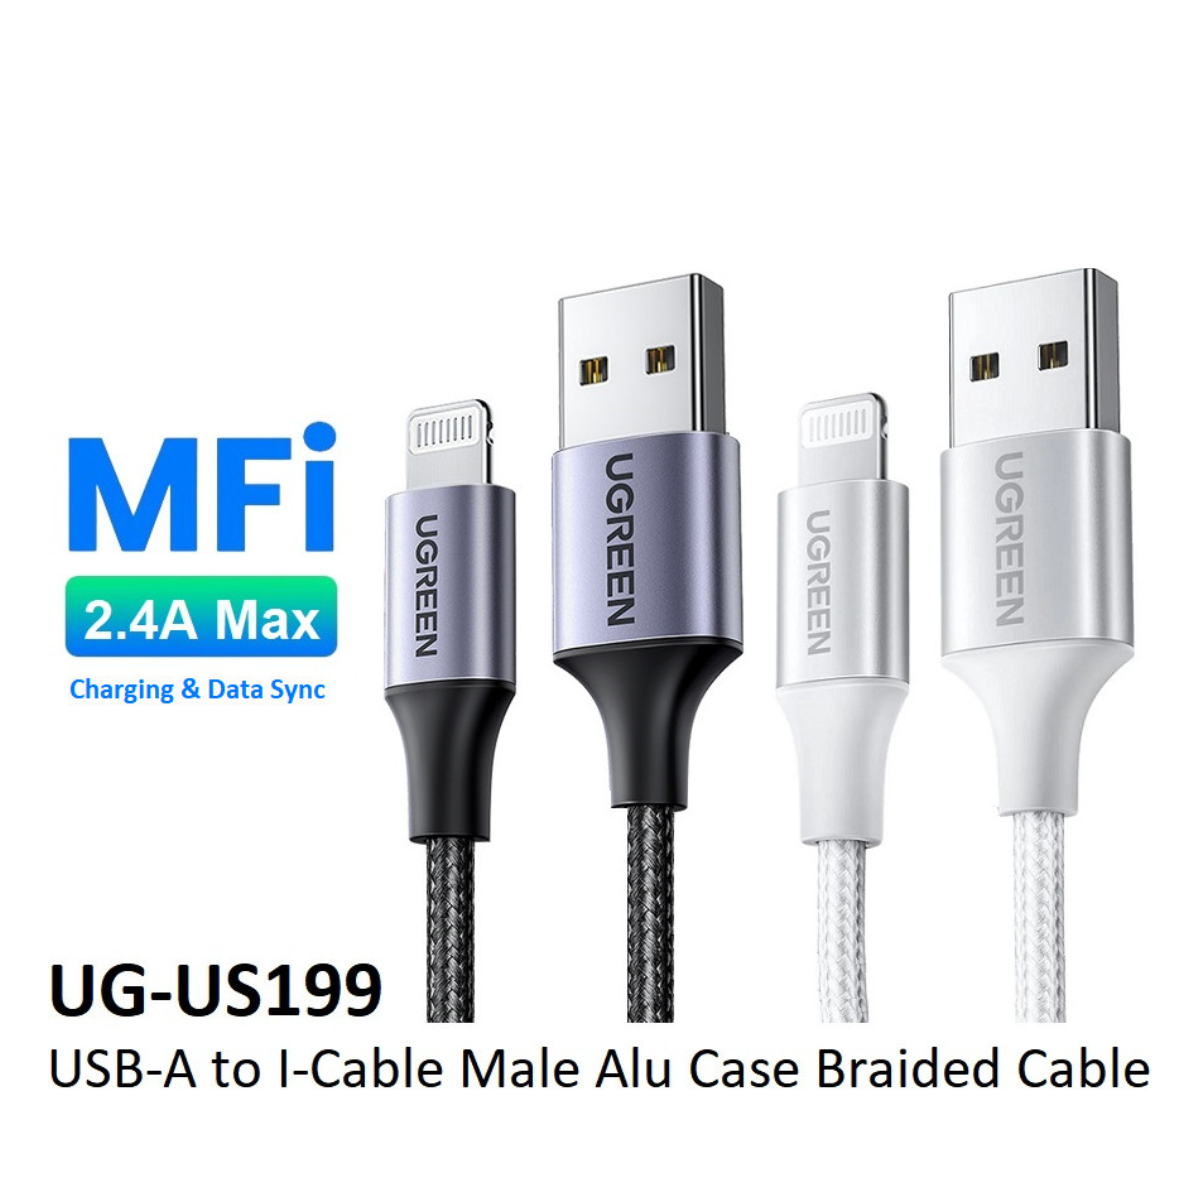 MFi
2.4A Max
Charging & Data Sync
UGREEN
UGREEN
UGREEN
UGREEN
UG-US199
USB-A to I-Cable Male Alu Case Braided Cable